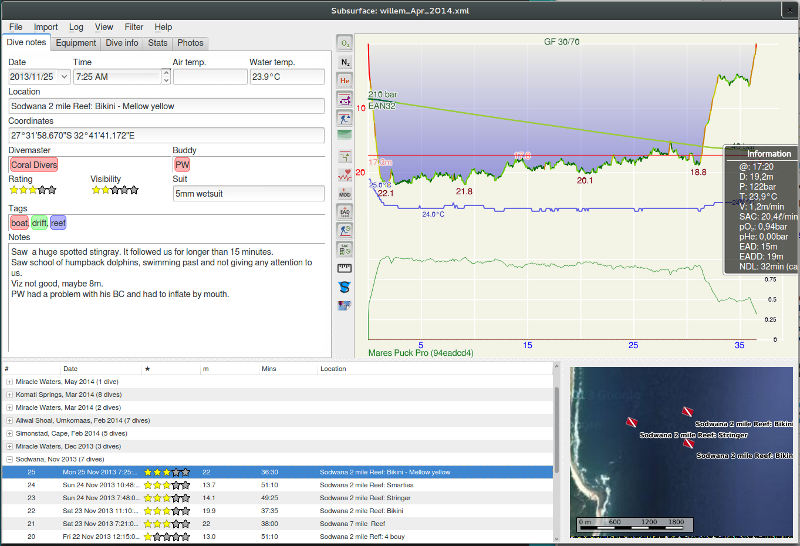 Subsurface: willem_Apr_2014.xml
File Import Log View Filter Help
Dive notes Equipment Dive info Stats Photos
Date Time Air temp. Water temp.
2013/11/25 7:25 AM 23.9°C
Location
Sodwana 2 mile Reef: Bikini - Mellow yellow
Coordinates
27°31'58.670"S 32°41'41.172"E
Divemaster Buddy
Coral Divers PW
Rating Visibility Suit
5mm wetsuit
Tags
boat drift reef
Notes
Saw a huge spotted stingray. It followed us for longer than 15 minutes.
Saw school of humpback dolphins, swimming past and not giving any attention to
us.
Viz not good, maybe 8m.
PW had a problem with his BC and had to inflate by mouth.
O₂
N₂
He
MOD
GF 30/70
210 bar
EAN32
10
20
22.1
21.8
20.1
18.8
24.0°C
Information
@: 17:20
D: 19,2m
P: 122bar
T: 23,9°C
V: 1,2m/min
SAC: 20,4ℓ/min
pO₂: 0,94bar
pHe: 0,00bar
EAD: 15m
EADD: 19m
NDL: 32min (ca
0.75
0.5
0.25
0
5 15 25 35
Mares Puck Pro (94eadcd4)
# Date ★ m Mins Location
Miracle Waters, May 2014 (1 dives)
Komati Springs, Mar 2014 (8 dives)
Miracle Waters, Mar 2014 (2 dives)
Aliwal Shoal, Umkomaas, Feb 2014 (7 dives)
Simonstad, Cape, Feb 2014 (5 dives)
Miracle Waters, Dec 2013 (3 dives)
Sodwana, Nov 2013 (7 dives)
25 Mon 25 Nov 2013 7:25:... 22 36:30 Sodwana 2 mile Reef: Bikini - Mellow yellow
24 Sun 24 Nov 2013 10:48:... 13.7 51:10 Sodwana 2 mile Reef: Smartus
23 Sun 24 Nov 2013 7:48:0... 14.1 49:25 Sodwana 2 mile Reef: Stringer
22 Sat 23 Nov 2013 11:10:... 19.9 37:35 Sodwana 2 mile Reef: Bikini
21 Sat 23 Nov 2013 7:21:0... 22 38:00 Sodwana 7 mile Reef
20 Fri 22 Nov 2013 12:15:0... 13.0 51:10 Sodwana 2 mile Reff: 4 bouy
Sodwana 2 mile Reef: Bikini
Sodwana 2 mile Reef: Stringer
Sodwana 2 mile Reef: Bikini
0 m 600 1200 1800